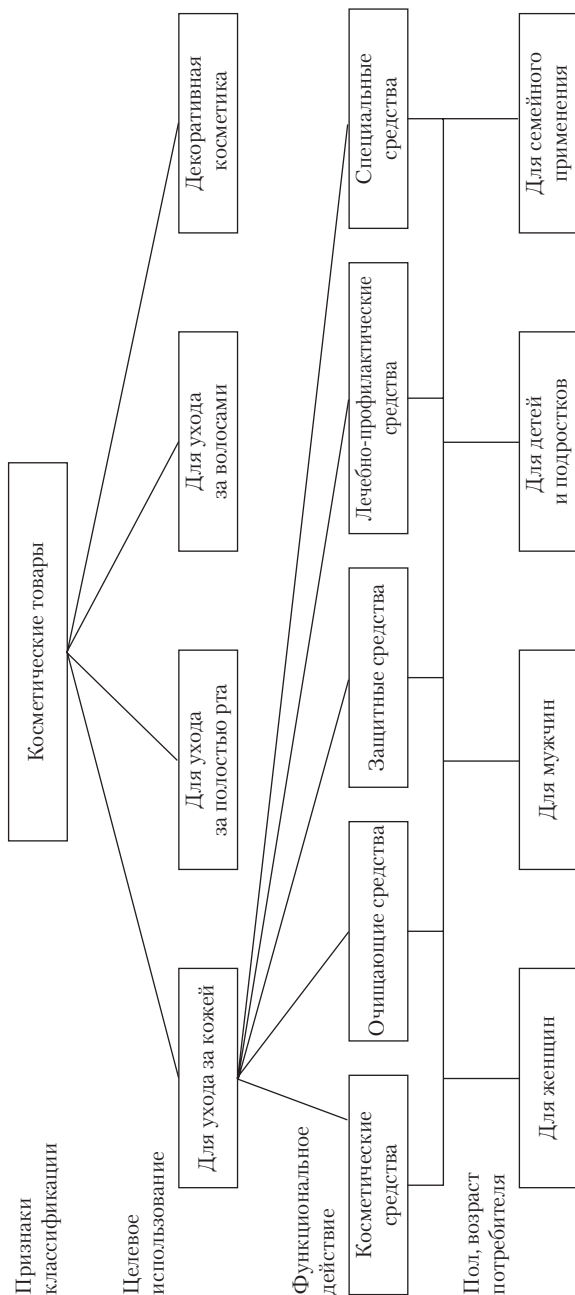 Признаки
классификации
Косметические товары
Целевое
использование
Для ухода за кожей
Для ухода
за полостью рта
Для ухода
за волосами
Декоративная
косметика
Функциональное
действие
Косметические
средства
Очищающие средства
Защитные средства
Лечебно-профилактические
средства
Специальные
средства
Пол, возраст
потребителя
Для женщин
Для мужчин
Для детей
и подростков
Для семейного
применения